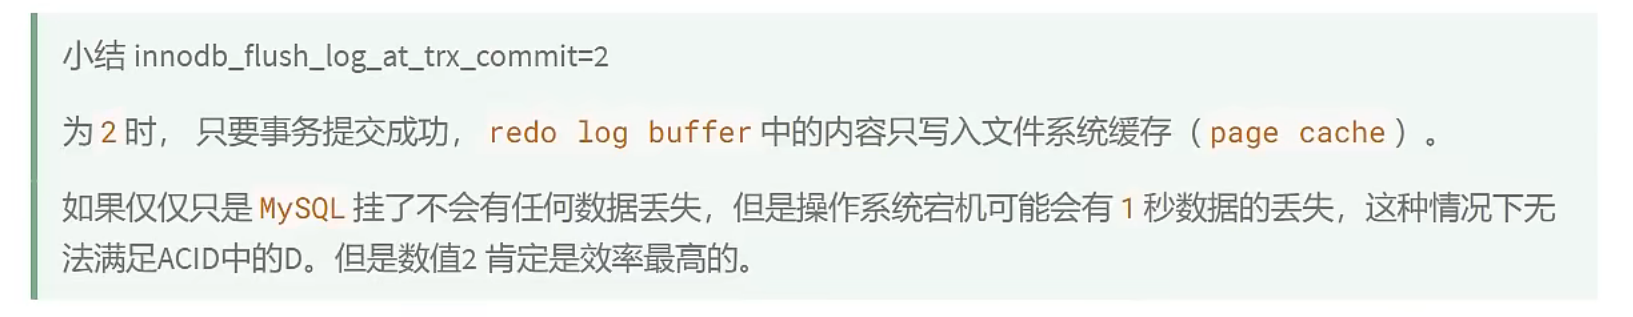 小结 innodb_flush_log_at_trx_commit=2
为 2 时， 只要事务提交成功， redo log buffer 中的内容只写入文件系统缓存（ page cache ）。
如果仅仅只是 MySQL 挂了不会有任何数据丢失，但是操作系统宕机可能会有 1 秒数据的丢失，这种情况下无
法满足ACID中的D。但是数值2 肯定是效率最高的。